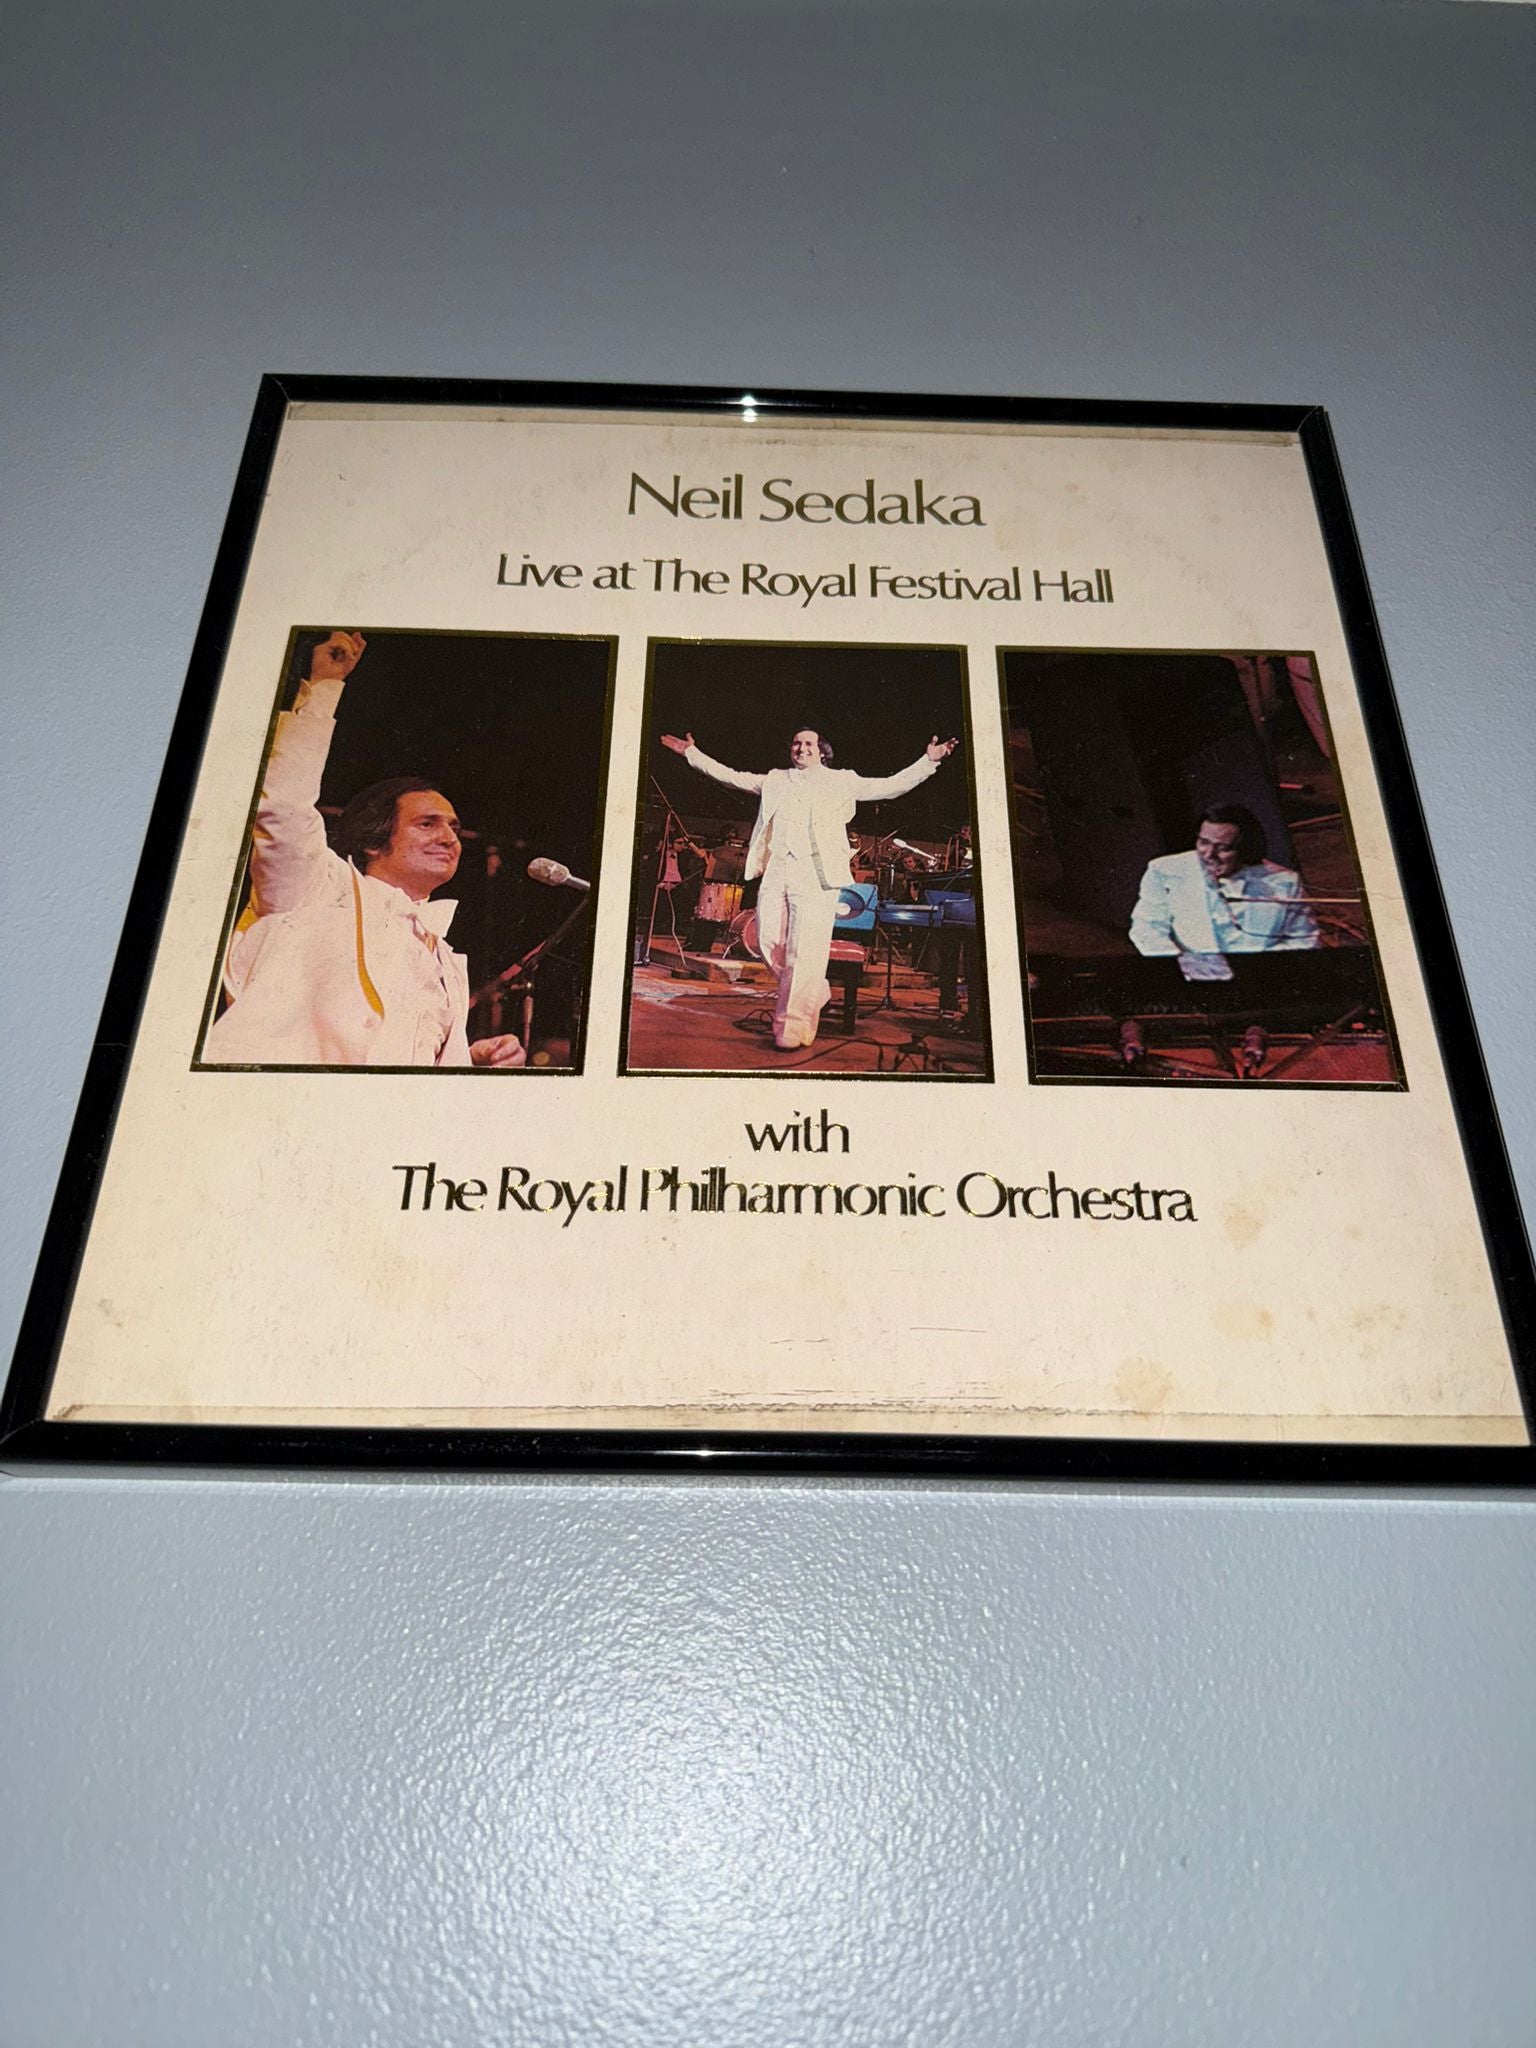 Neil Sedaka
Live at The Royal Festival Hall
with
The Royal Philharmonic Orchestra